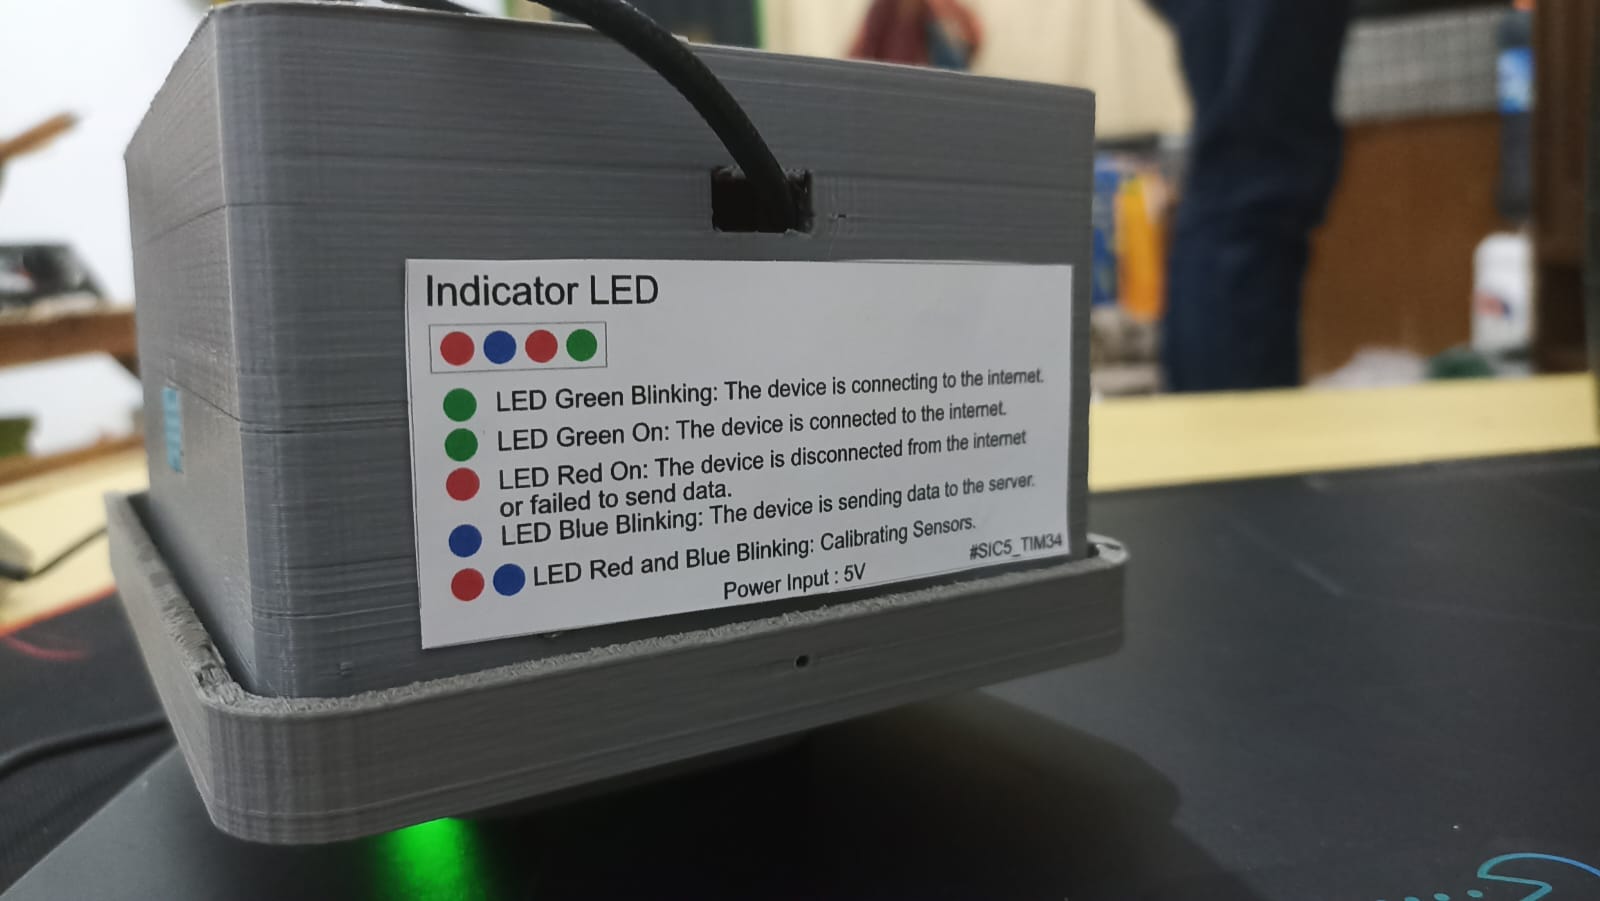 Indicator LED
LED Green Blinking: The device is connecting to the internet.
LED Green On: The device is connected to the internet.
LED Red On: The device is disconnected from the internet
or failed to send data.
LED Blue Blinking: The device is sending data to the server.
LED Red and Blue Blinking: Calibrating Sensors.
#SIC5_TIM34
Power Input : 5V